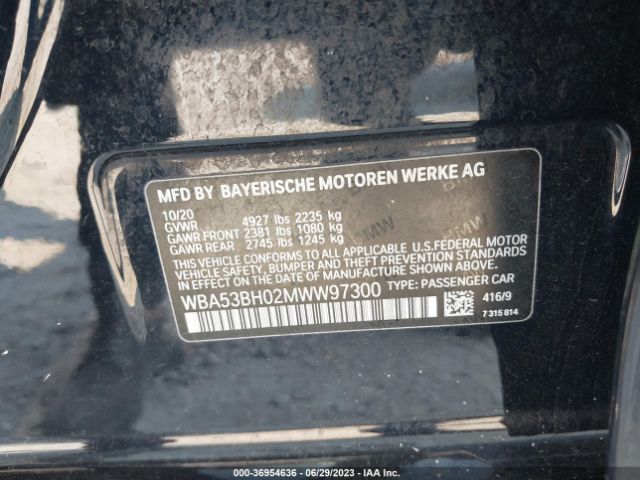 MFD BY BAYERISCHE MOTOREN WERKE AG
10/20
GVWR 4927 lbs 2235 kg
GAWR FRONT 2381 lbs 1080 kg
GAWR REAR 2745 lbs 1245 kg
THIS VEHICLE CONFORMS TO ALL APPLICABLE U.S.FEDERAL MOTOR
VEHICLE SAFETY, BUMPER AND THEFT PREVENTION STANDARDS
IN EFFECT ON THE DATE OF MANUFACTURE SHOWN ABOVE.
WBA53BH02MWW97300 TYPE: PASSENGER CAR
416/9
7 315 814
000-36954636 - 06/29/2023 - IAA Inc.